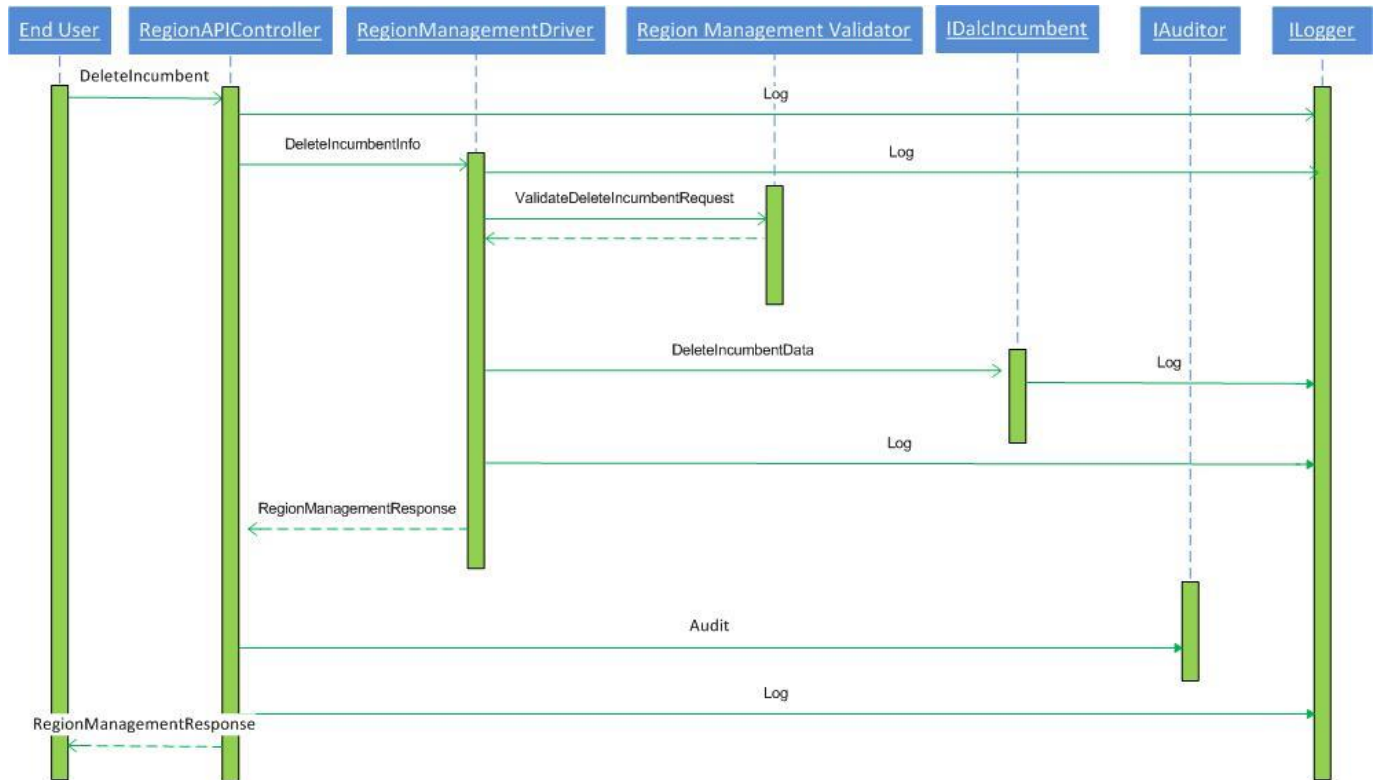 End User
RegionAPIController
RegionManagementDriver
Region Management Validator
IDalcIncumbent
IAuditor
ILogger
DeleteIncumbent
Log
DeleteIncumbentInfo
Log
ValidateDeleteIncumbentRequest
DeleteIncumbentData
Log
Log
RegionManagementResponse
Audit
Log
RegionManagementResponse